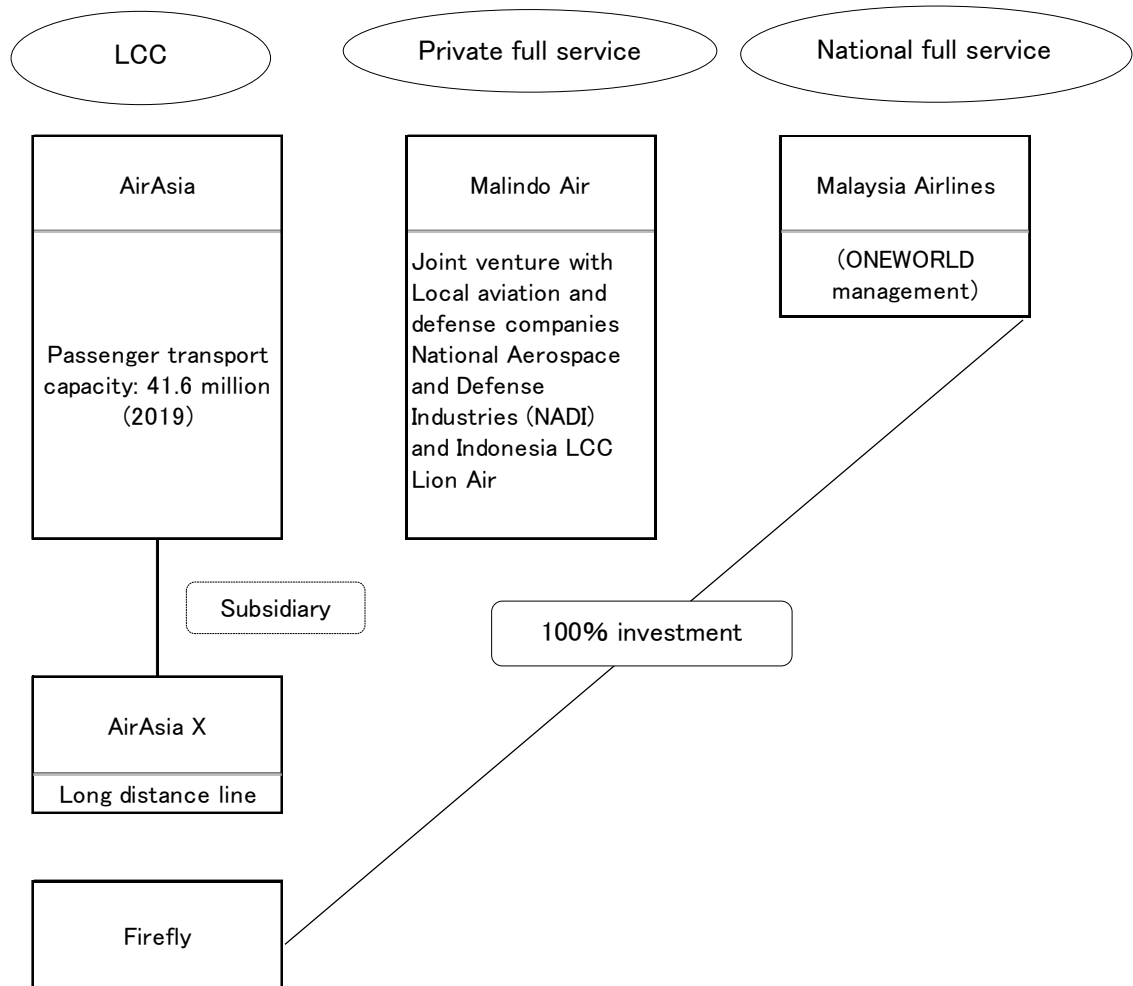 LCC
Private full service
National full service
AirAsia
Malindo Air
Malaysia Airlines
Passenger transport
capacity: 41.6 million
(2019)
Joint venture with
Local aviation and
defense companies
National Aerospace
and Defense
Industries (NADI)
and Indonesia LCC
Lion Air
(ONEWORLD
management)
Subsidiary
100% investment
AirAsia X
Long distance line
Firefly